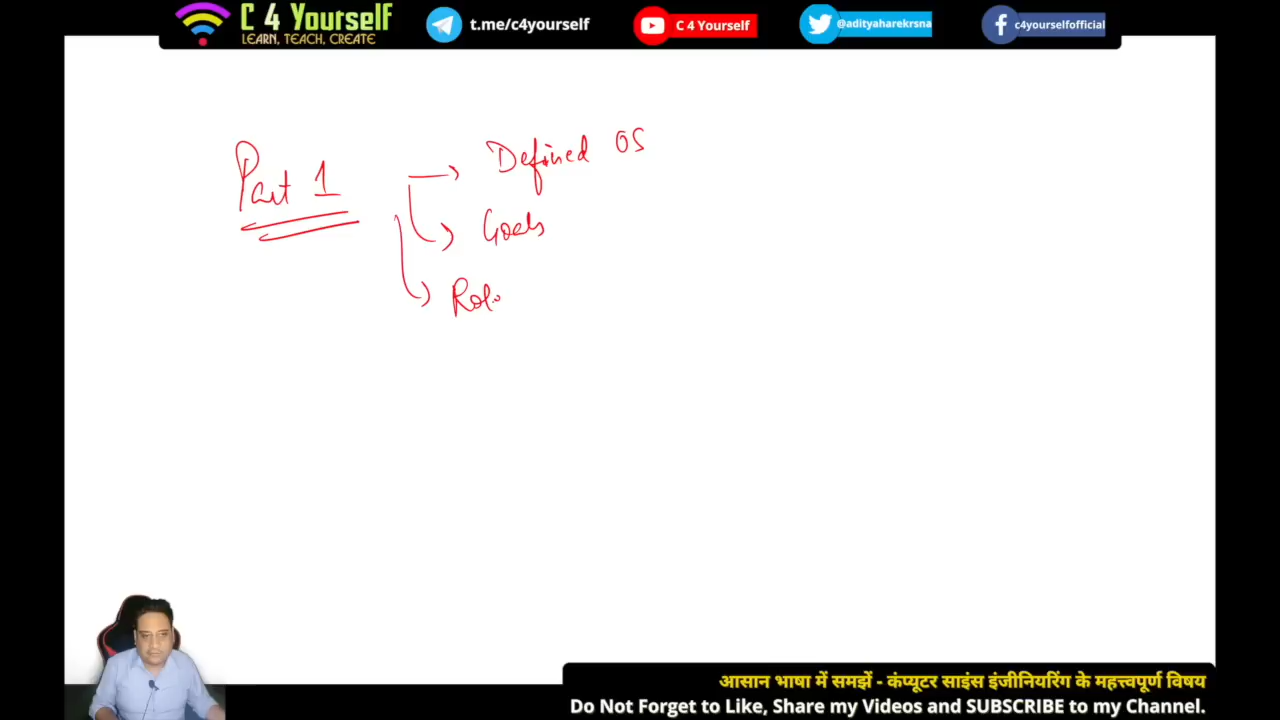 C 4 Yourself
LEARN, TEACH, CREATE
t.me/c4yourself
C 4 Yourself
@adityaharekrsna
c4yourselfofficial
Part 1
Defined OS
Goals
Role
आसान भाषा में समझें - कंप्यूटर साइंस इंजीनियरिंग के महत्त्वपूर्ण विषय
Do Not Forget to Like, Share my Videos and SUBSCRIBE to my Channel.